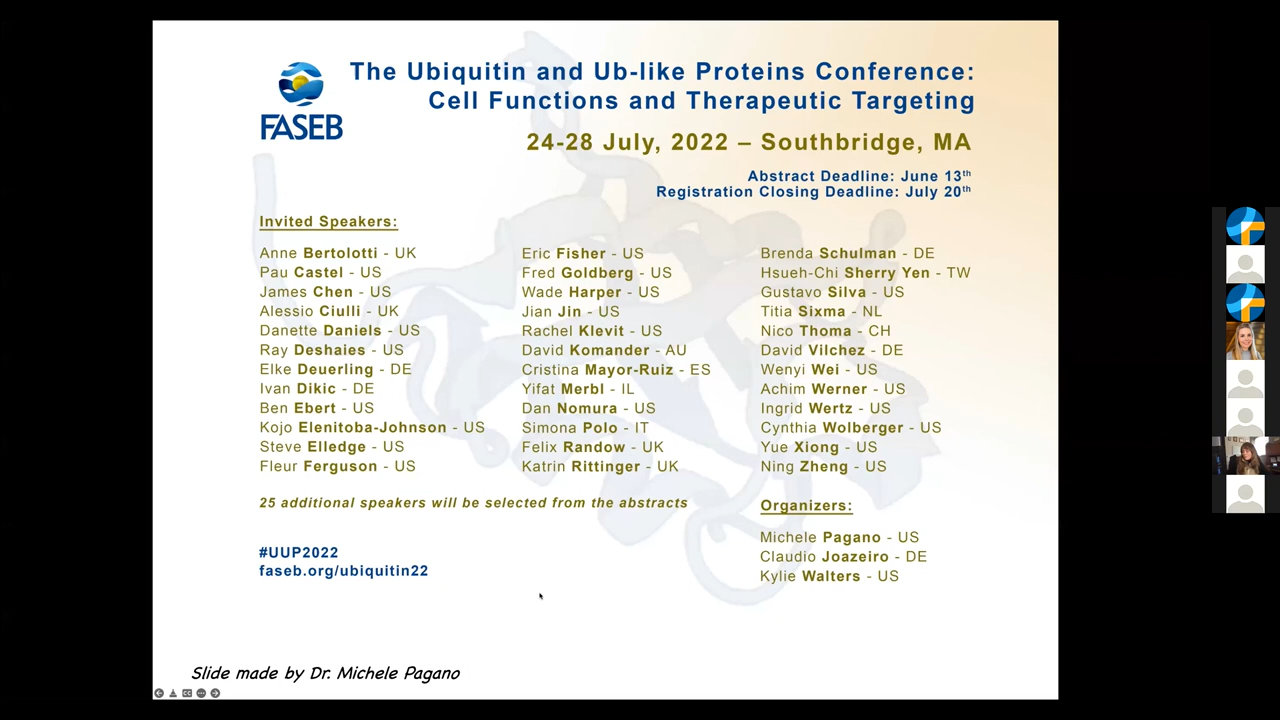 FASEB
The Ubiquitin and Ub-like Proteins Conference:
Cell Functions and Therapeutic Targeting
24-28 July, 2022 – Southbridge, MA
Abstract Deadline: June 13th
Registration Closing Deadline: July 20th
Invited Speakers:
Anne Bertolotti - UK
Pau Castel - US
James Chen - US
Alessio Ciulli - UK
Danette Daniels - US
Ray Deshaies - US
Elke Deuerling - DE
Ivan Dikic - DE
Ben Ebert - US
Kojo Elenitoba-Johnson - US
Steve Elledge - US
Fleur Ferguson - US
Eric Fisher - US
Fred Goldberg - US
Wade Harper - US
Jian Jin - US
Rachel Klevit - US
David Komander - AU
Cristina Mayor-Ruiz - ES
Yifat Merbl - IL
Dan Nomura - US
Simona Polo - IT
Felix Randow - UK
Katrin Rittinger - UK
Brenda Schulman - DE
Hsueh-Chi Sherry Yen - TW
Gustavo Silva - US
Titia Sixma - NL
Nico Thoma - CH
David Vilchez - DE
Wenyi Wei - US
Achim Werner - US
Ingrid Wertz - US
Cynthia Wolberger - US
Yue Xiong - US
Ning Zheng - US
25 additional speakers will be selected from the abstracts
Organizers:
Michele Pagano - US
Claudio Joazeiro - DE
Kylie Walters - US
#UUP2022
faseb.org/ubiquitin22
Slide made by Dr. Michele Pagano